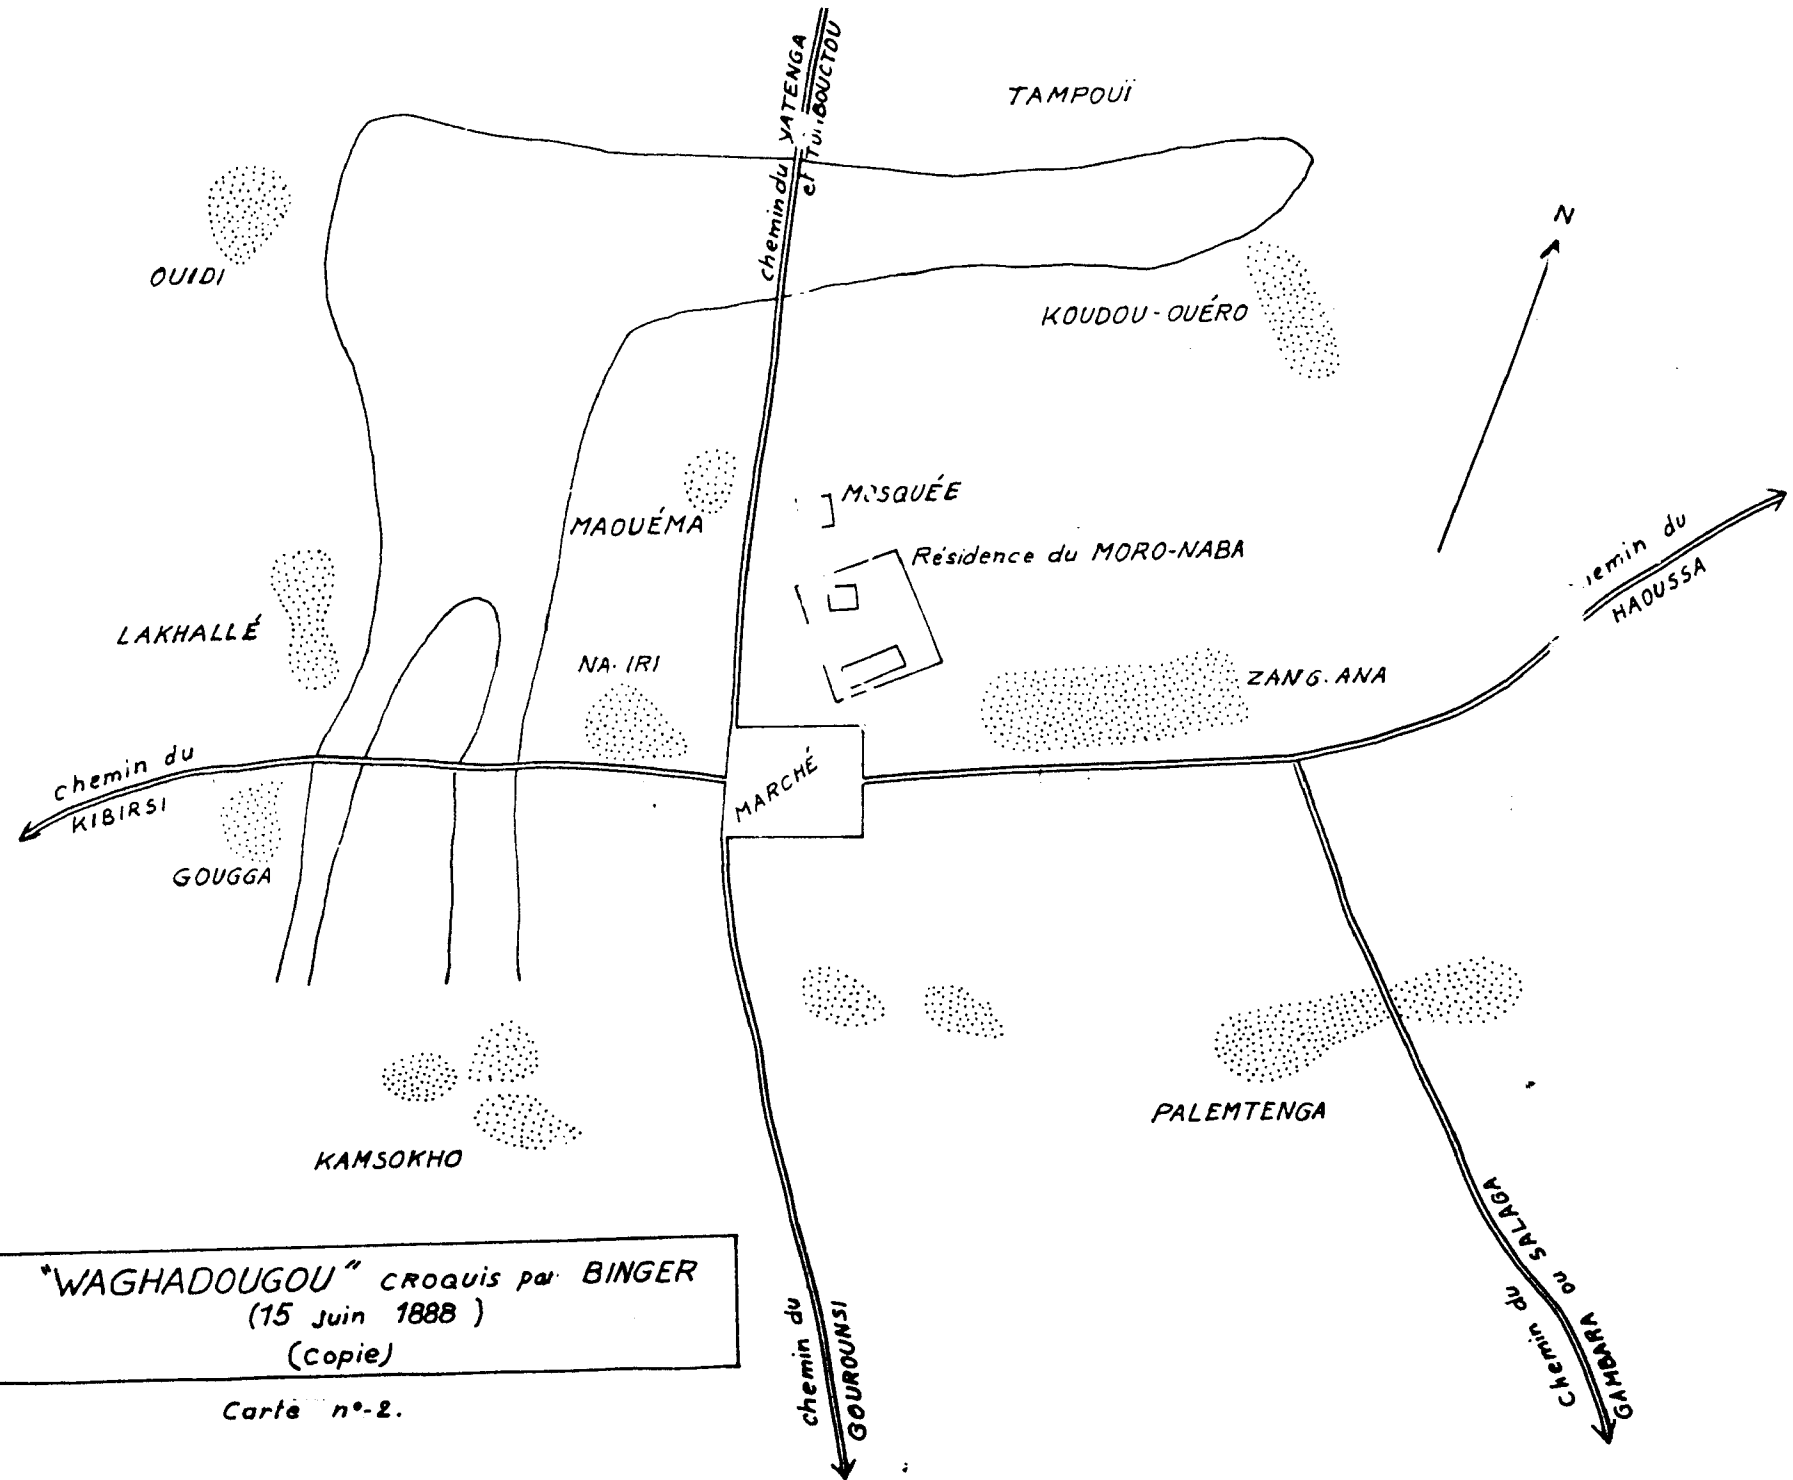 chemin du YATENGA
et BOUCTOU
TAMPOUÏ
N
OUIDI
KOUDOU-OUÉRO
MOSQUÉE
MAOUÉMA
Résidence du MORO-NABA
chemin du
HAOUSSA
LAKHALLÉ
NA. IRI
ZANG. ANA
chemin du
KIBIRSI
MARCHÉ
GOUGGA
PALEMTENGA
KAMSOKHO
chemin du
GOUROUNSI
Chemin du
GAMBARA ou SALAGA
"WAGHADOUGOU" CROQUIS par BINGER
(15 Juin 1888)
(Copie)
Carte n°-2.